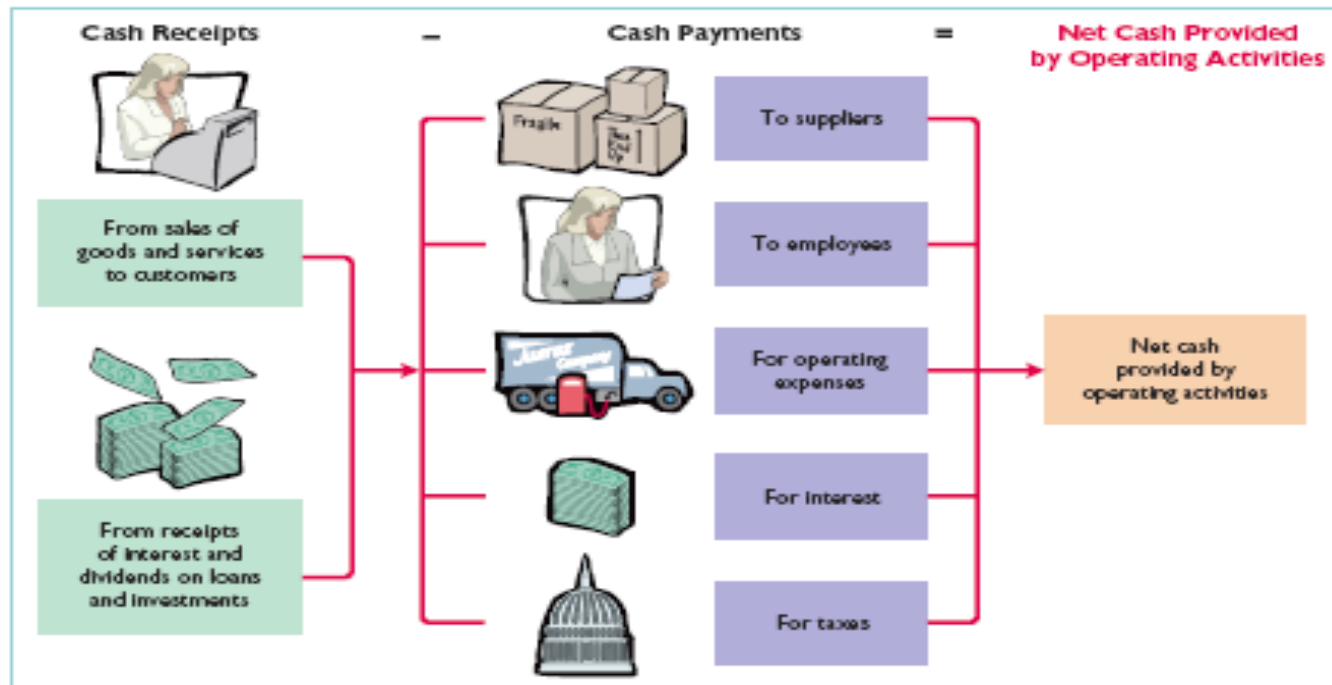 Cash Receipts – Cash Payments = Net Cash Provided
by Operating Activities
Fragile
To suppliers
From sales of
goods and services
to customers
To employees
Company
For operating
expenses
Net cash
provided by
operating activities
For interest
From receipts
of interest and
dividends on loans
and investments
For taxes